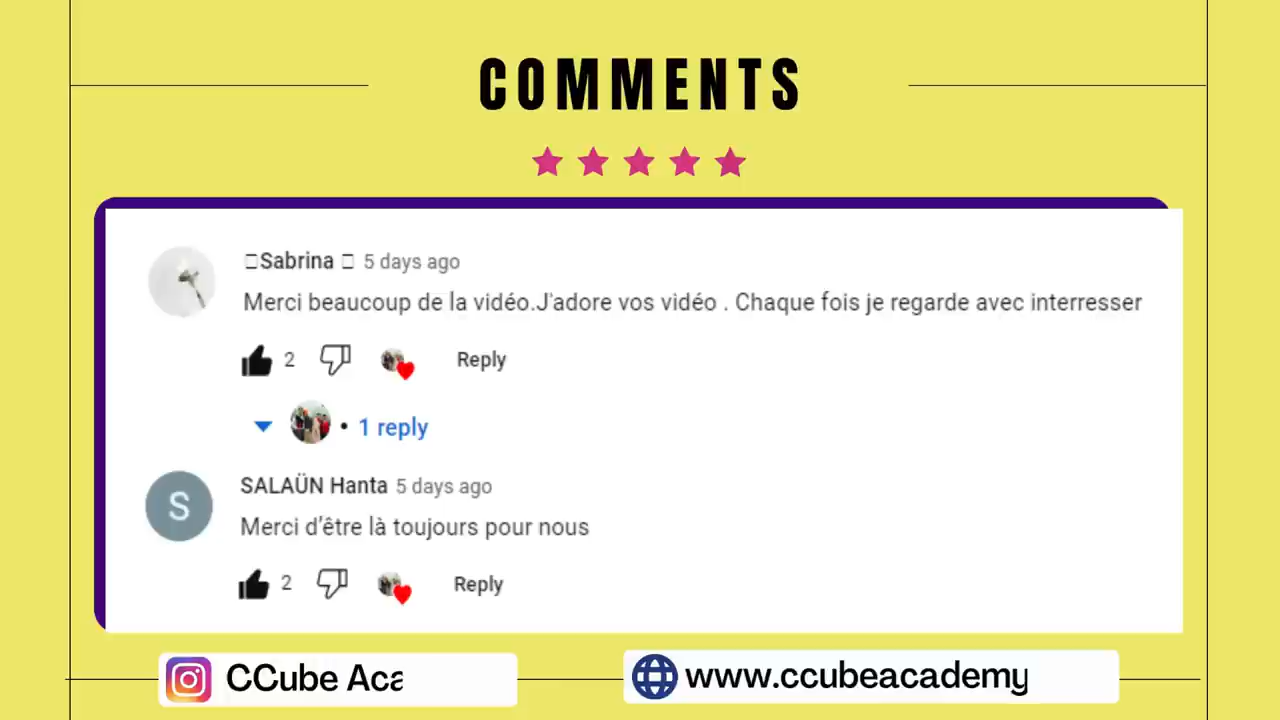 COMMENTS
Sabrina 5 days ago
Merci beaucoup de la vidéo.J'adore vos vidéo . Chaque fois je regarde avec interresser
2 Reply
• 1 reply
S
SALAÜN Hanta 5 days ago
Merci d'être là toujours pour nous
2 Reply
CCube Aca www.ccubeacademy